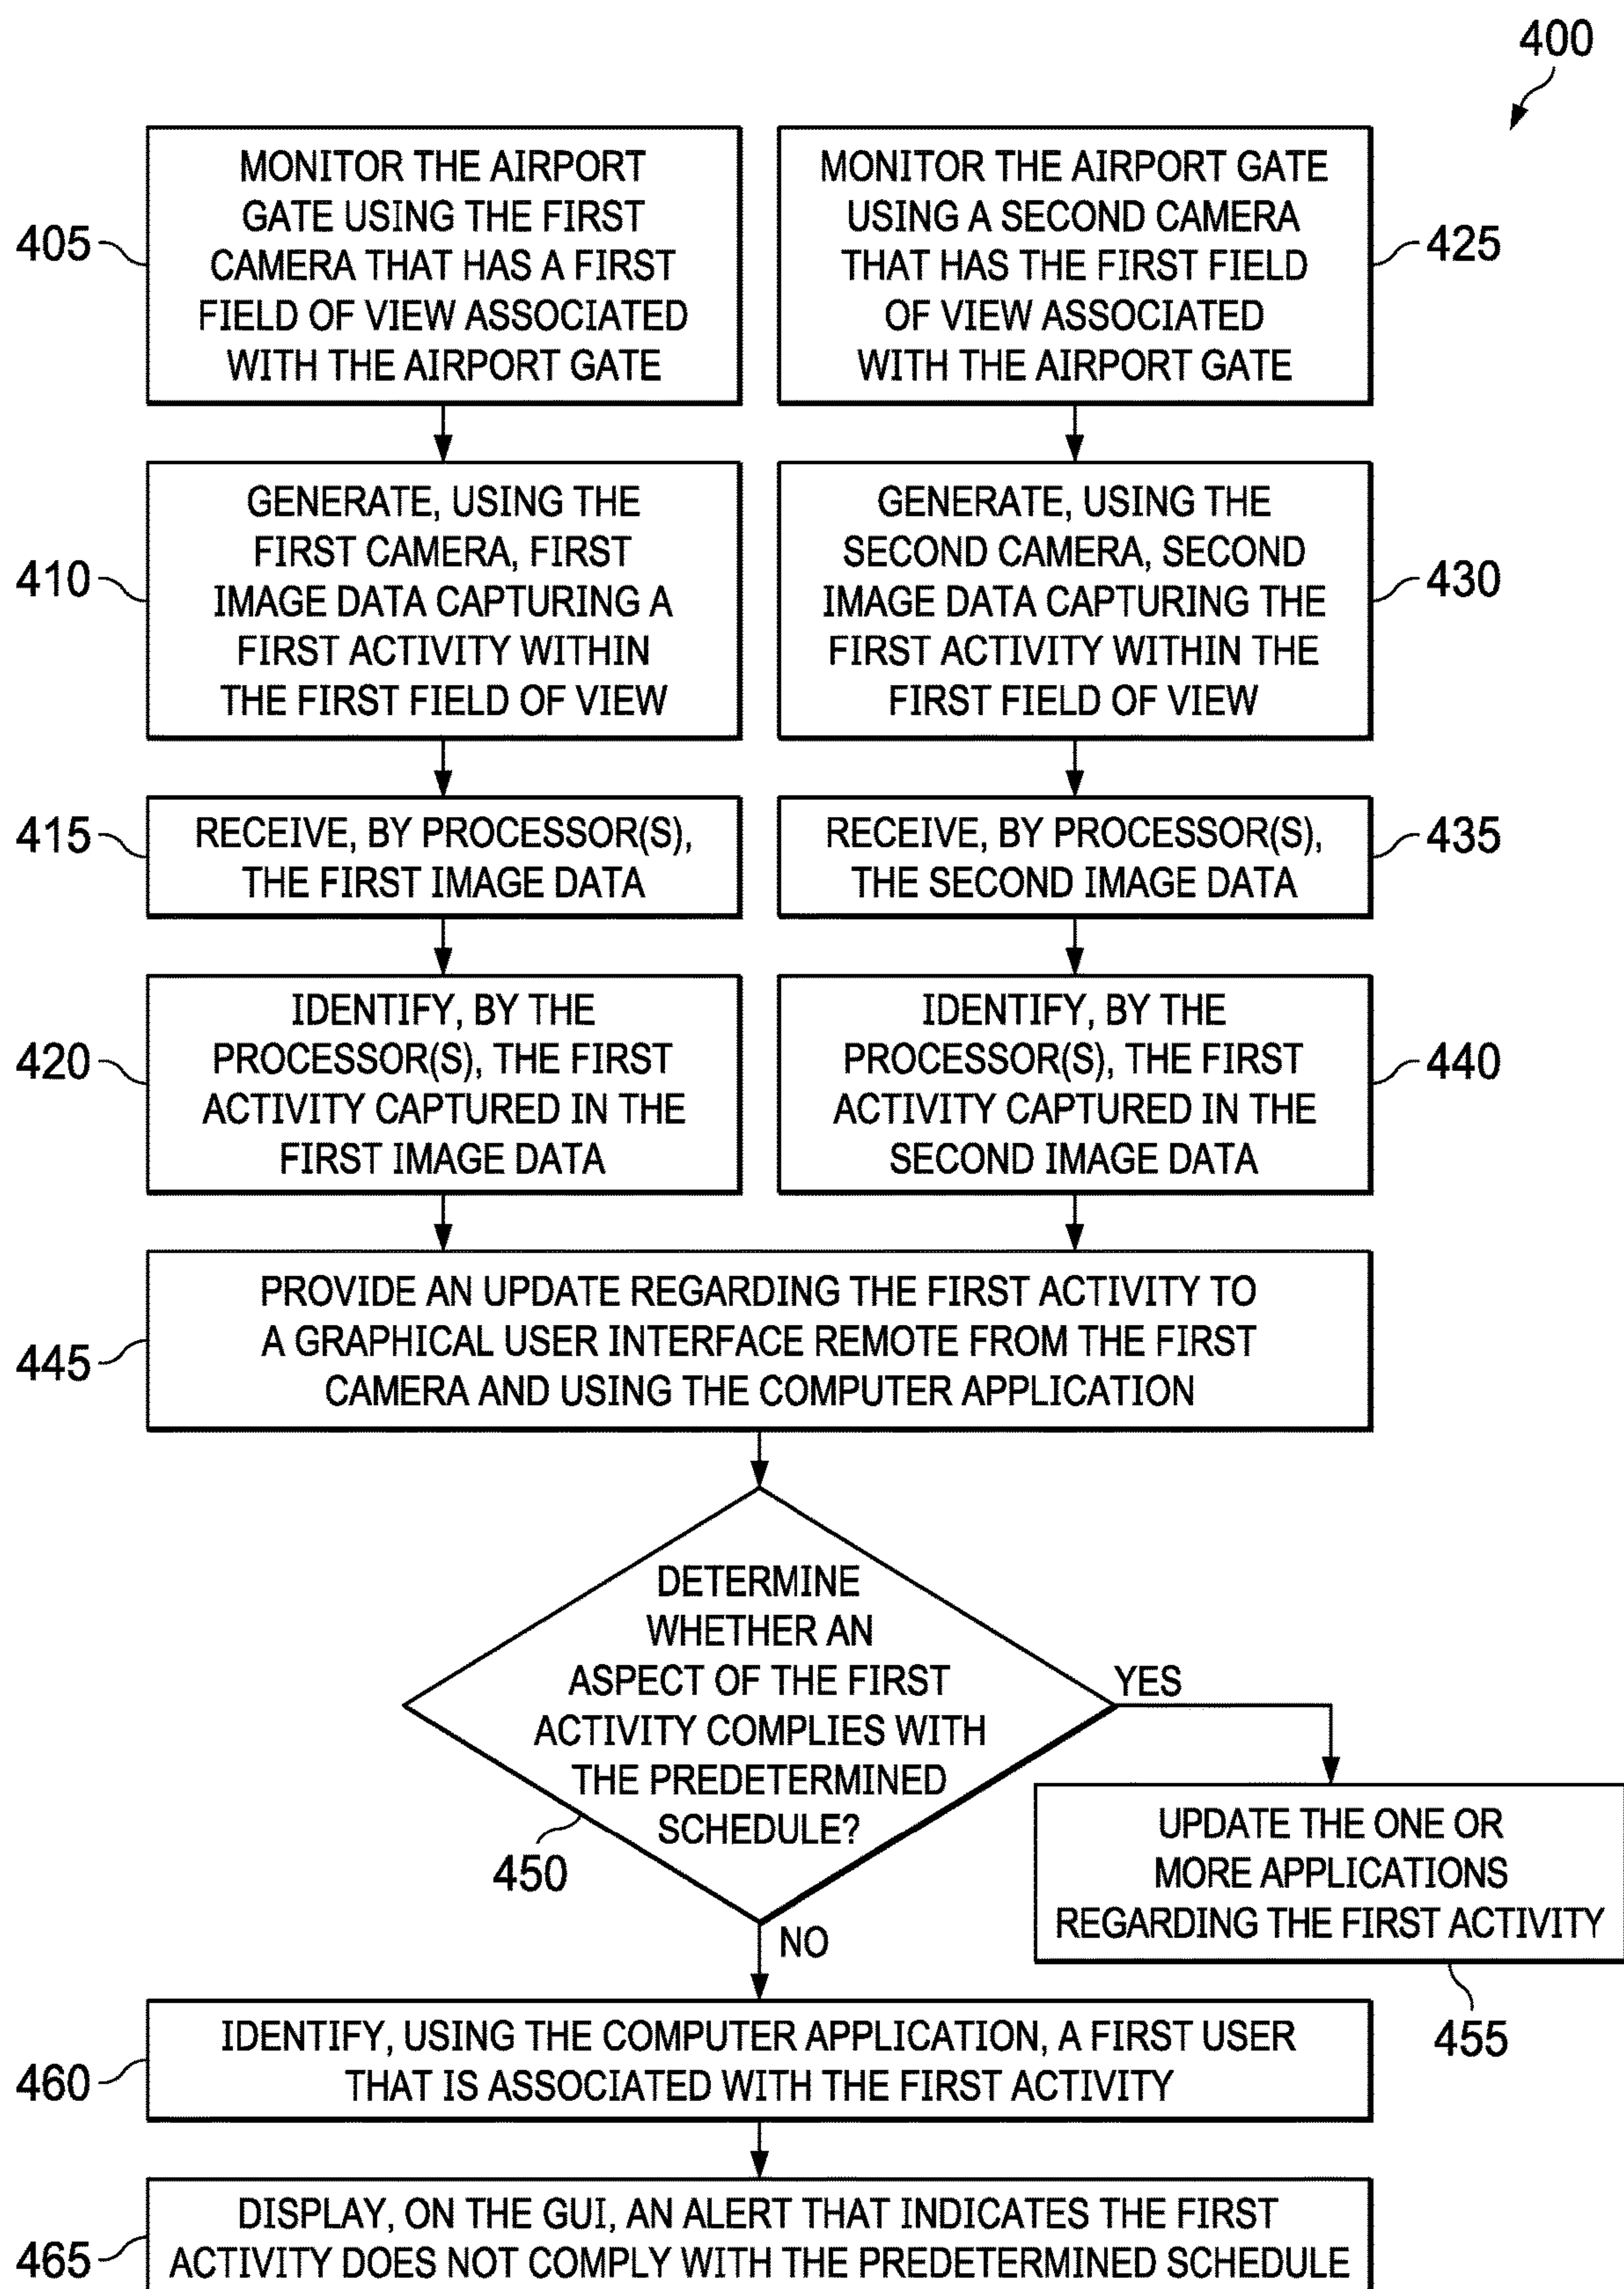 400
MONITOR THE AIRPORT
GATE USING THE FIRST
CAMERA THAT HAS A FIRST
FIELD OF VIEW ASSOCIATED
WITH THE AIRPORT GATE
405
MONITOR THE AIRPORT GATE
USING A SECOND CAMERA
THAT HAS THE FIRST FIELD
OF VIEW ASSOCIATED
WITH THE AIRPORT GATE
425
GENERATE, USING THE
FIRST CAMERA, FIRST
IMAGE DATA CAPTURING A
FIRST ACTIVITY WITHIN
THE FIRST FIELD OF VIEW
410
GENERATE, USING THE
SECOND CAMERA, SECOND
IMAGE DATA CAPTURING THE
FIRST ACTIVITY WITHIN THE
FIRST FIELD OF VIEW
430
RECEIVE, BY PROCESSOR(S),
THE FIRST IMAGE DATA
415
RECEIVE, BY PROCESSOR(S),
THE SECOND IMAGE DATA
435
IDENTIFY, BY THE
PROCESSOR(S), THE FIRST
ACTIVITY CAPTURED IN THE
FIRST IMAGE DATA
420
IDENTIFY, BY THE
PROCESSOR(S), THE FIRST
ACTIVITY CAPTURED IN THE
SECOND IMAGE DATA
440
PROVIDE AN UPDATE REGARDING THE FIRST ACTIVITY TO
A GRAPHICAL USER INTERFACE REMOTE FROM THE FIRST
CAMERA AND USING THE COMPUTER APPLICATION
445
DETERMINE
WHETHER AN
ASPECT OF THE FIRST
ACTIVITY COMPLIES WITH
THE PREDETERMINED
SCHEDULE?
450
YES
UPDATE THE ONE OR
MORE APPLICATIONS
REGARDING THE FIRST ACTIVITY
455
NO
IDENTIFY, USING THE COMPUTER APPLICATION, A FIRST USER
THAT IS ASSOCIATED WITH THE FIRST ACTIVITY
460
DISPLAY, ON THE GUI, AN ALERT THAT INDICATES THE FIRST
ACTIVITY DOES NOT COMPLY WITH THE PREDETERMINED SCHEDULE
465